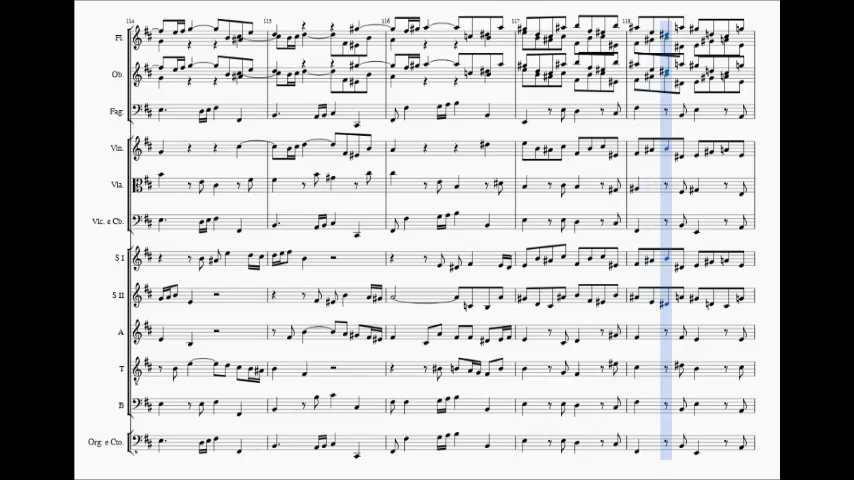 114 115 116 117 118
Fl.
Ob.
Fag.
Vln.
Vla.
Vlc. e Cb.
S I
S II
A
T
B
Org. e Cto.